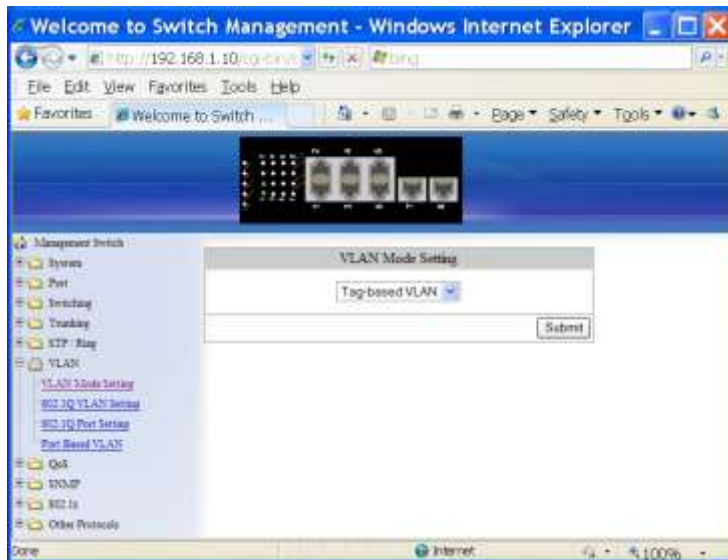 Welcome to Switch Management - Windows Internet Explorer
http://192.168.1.10/cgi-bin/
bing
File Edit View Favorites Tools Help
Favorites Welcome to Switch ... Page Safety Tools
Management Switch
System
Port
Switching
Trunking
STP / Ring
VLAN
VLAN Mode Setting
802.1Q VLAN Setting
802.1Q Port Setting
Port Based VLAN
QoS
SNMP
802.1x
Other Protocols
VLAN Mode Setting
Tag-based VLAN
Submit
Done Internet 100%